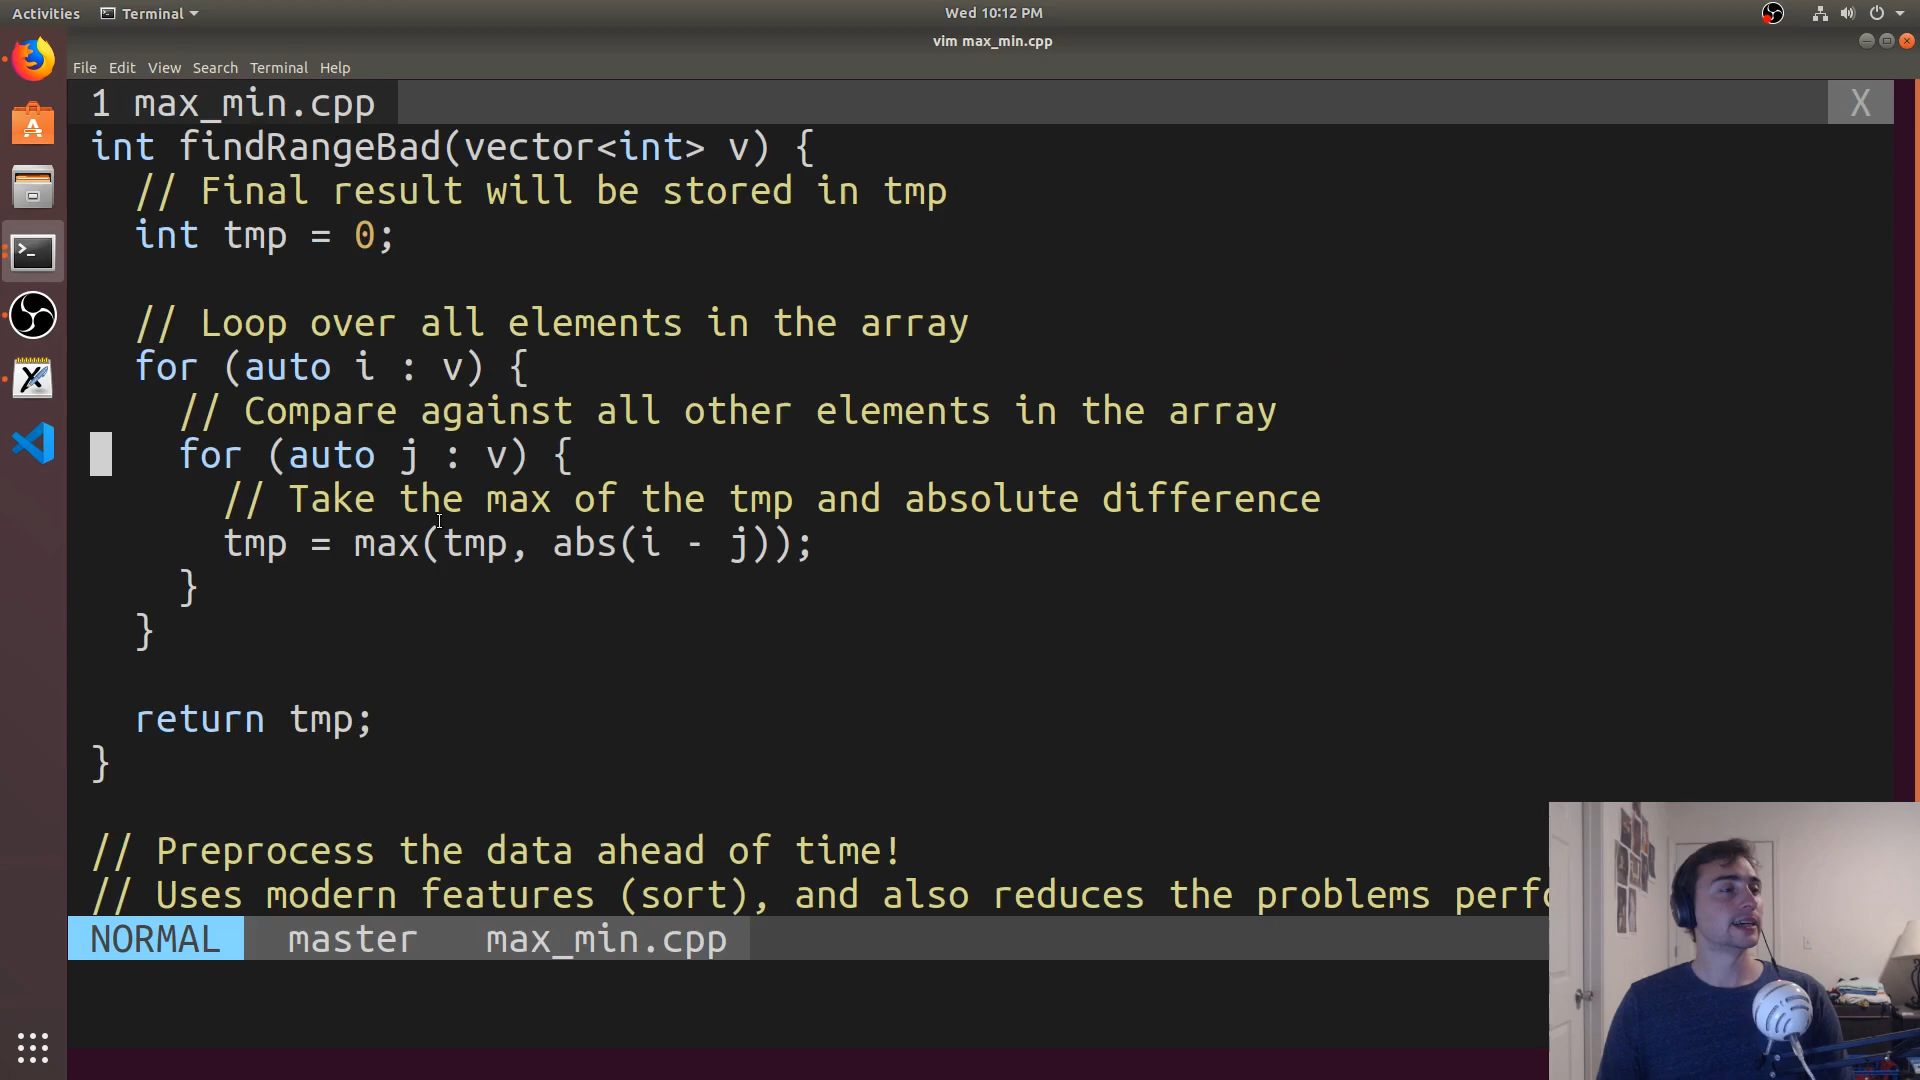 Activities Terminal Wed 10:12 PM
vim max_min.cpp
File Edit View Search Terminal Help
1 max_min.cpp X
int findRangeBad(vector<int> v) {
// Final result will be stored in tmp
int tmp = 0;
// Loop over all elements in the array
for (auto i : v) {
// Compare against all other elements in the array
for (auto j : v) {
// Take the max of the tmp and absolute difference
tmp = max(tmp, abs(i - j));
}
}
return tmp;
}
// Preprocess the data ahead of time!
// Uses modern features (sort), and also reduces the problems perfo
NORMAL master max_min.cpp